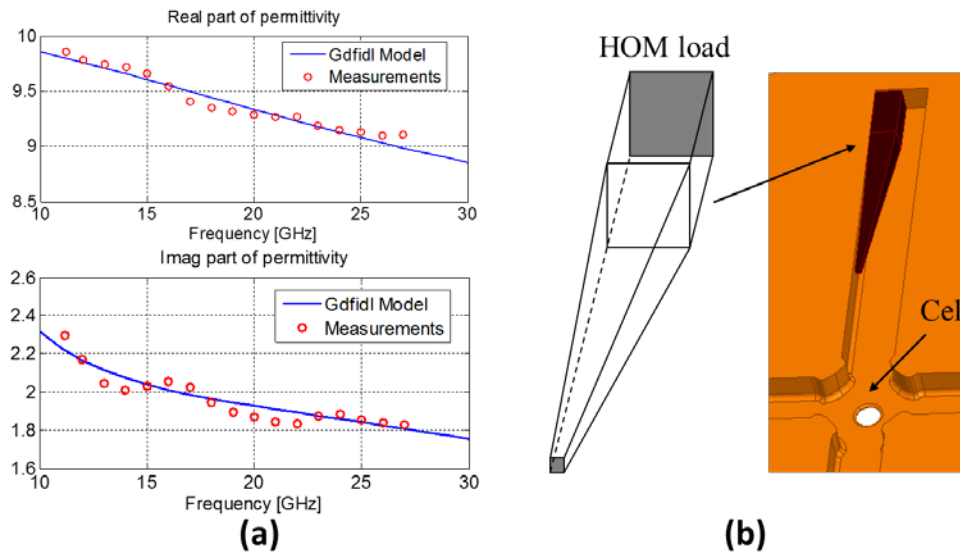 Real part of permittivity
10
9.5
9
8.5
Gdfidl Model
Measurements
10 15 20 25 30
Frequency [GHz]
Imag part of permittivity
2.6
2.4
2.2
2
1.8
1.6
Gdfidl Model
Measurements
10 15 20 25 30
Frequency [GHz]
(a)
HOM load
Cel
(b)